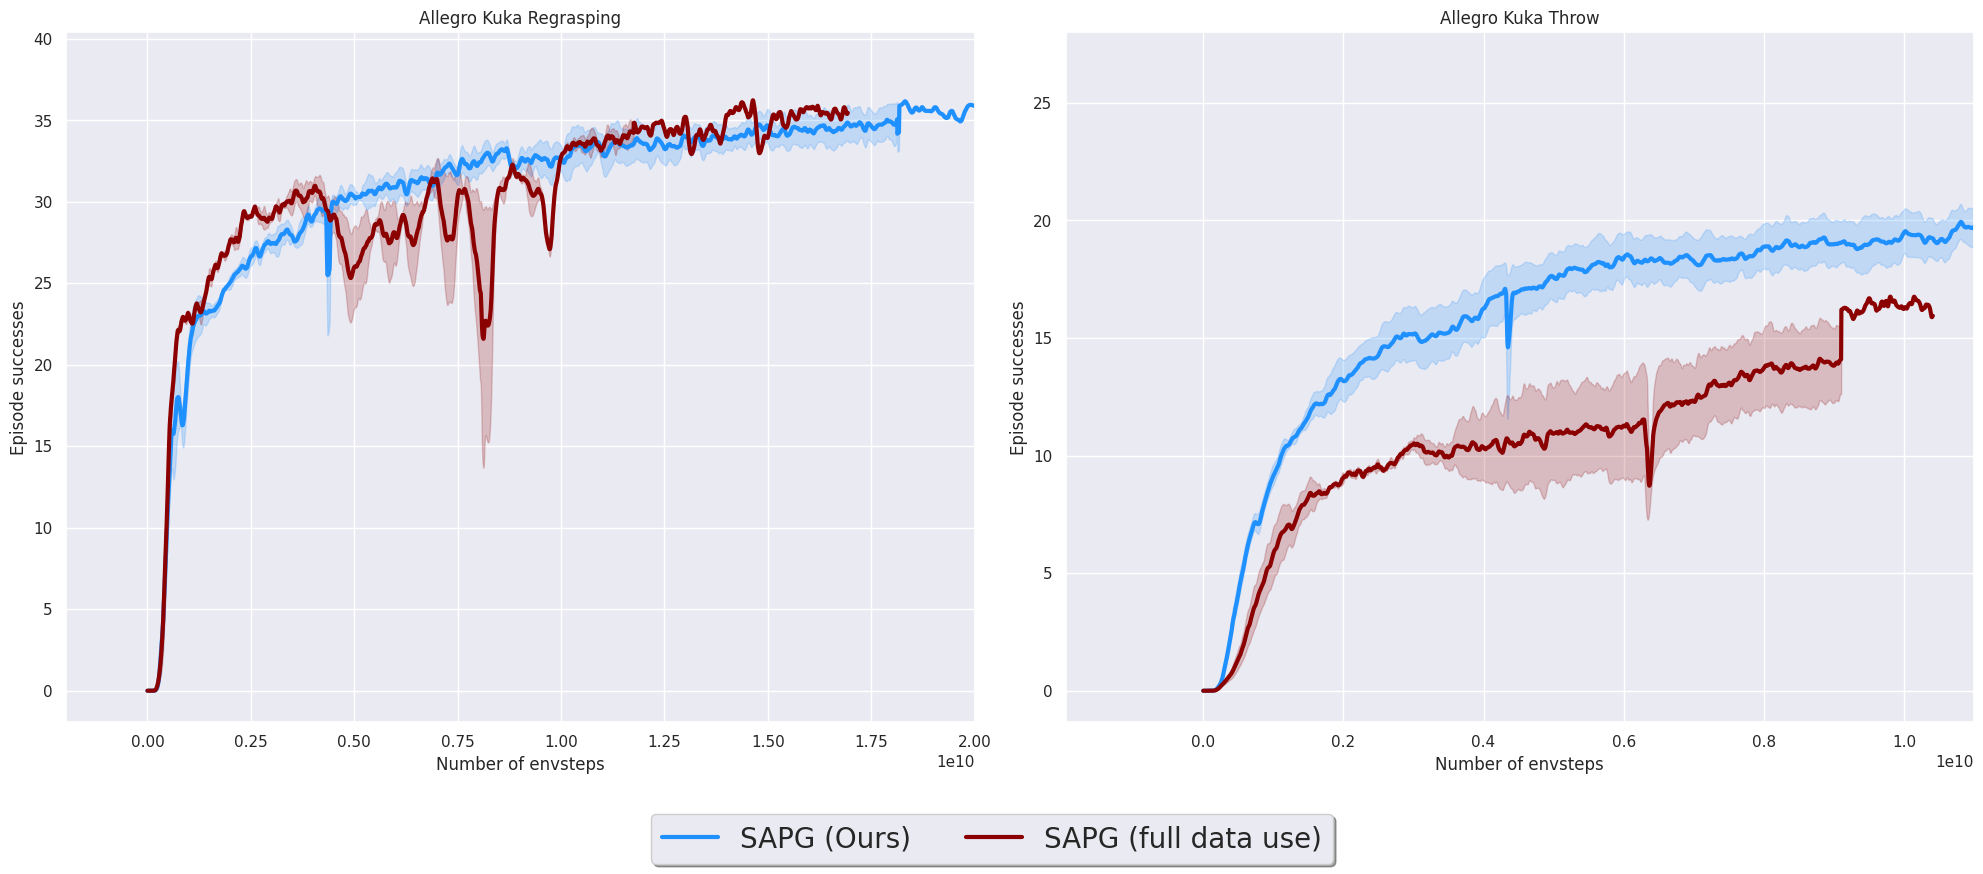 Allegro Kuka Regrasping
40
35
30
25
20
15
10
5
0
Episode successes
0.00 0.25 0.50 0.75 1.00 1.25 1.50 1.75 2.00
1e10
Number of envsteps
Allegro Kuka Throw
25
20
15
10
5
0
Episode successes
0.0 0.2 0.4 0.6 0.8 1.0
1e10
Number of envsteps
SAPG (Ours) SAPG (full data use)